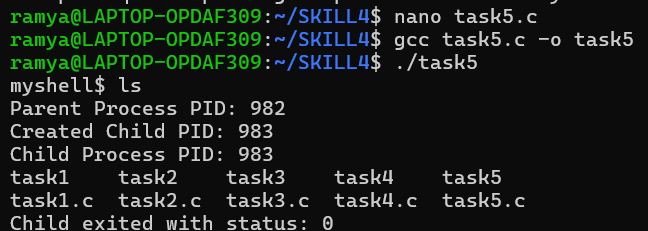 ramya@LAPTOP-OPDAF309:~/SKILL4$ nano task5.c
ramya@LAPTOP-OPDAF309:~/SKILL4$ gcc task5.c -o task5
ramya@LAPTOP-OPDAF309:~/SKILL4$ ./task5
myshell$ ls
Parent Process PID: 982
Created Child PID: 983
Child Process PID: 983
task1    task2    task3    task4    task5
task1.c  task2.c  task3.c  task4.c  task5.c
Child exited with status: 0